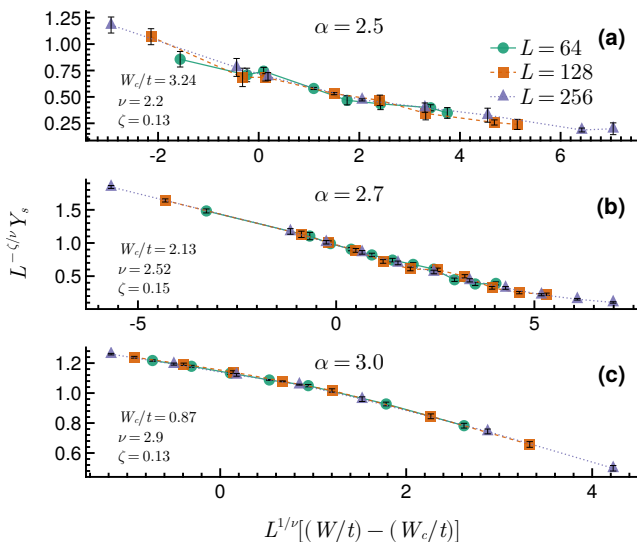 α = 2.5
(a)
L = 64
L = 128
L = 256
W_c/t = 3.24
ν = 2.2
ζ = 0.13
1.25
1.00
0.75
0.50
0.25
−2
0
2
4
6
α = 2.7
(b)
W_c/t = 2.13
ν = 2.52
ζ = 0.15
1.5
1.0
0.5
−5
0
5
L^{−ζ/ν} Y_s
α = 3.0
(c)
W_c/t = 0.87
ν = 2.9
ζ = 0.13
1.2
1.0
0.8
0.6
0
2
4
L^{1/ν}[(W/t) − (W_c/t)]